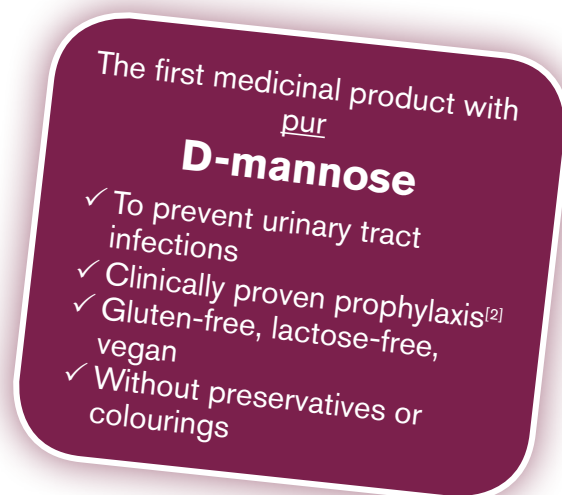 The first medicinal product with
pur
D-mannose
✓ To prevent urinary tract
infections
✓ Clinically proven prophylaxis[2]
✓ Gluten-free, lactose-free,
vegan
✓ Without preservatives or
colourings